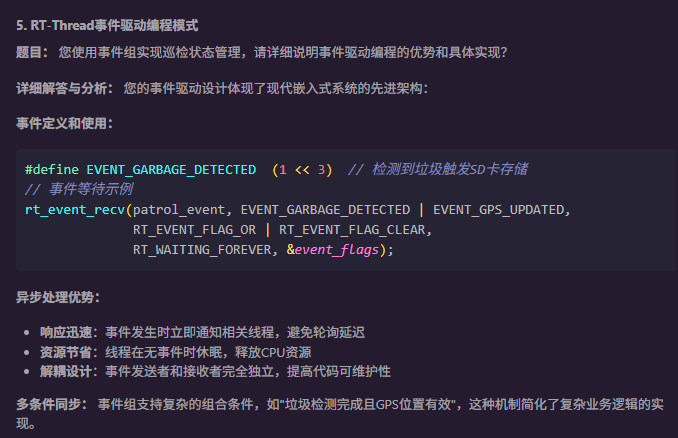 5. RT-Thread事件驱动编程模式
题目： 您使用事件组实现巡检状态管理，请详细说明事件驱动编程的优势和具体实现？
详细解答与分析： 您的事件驱动设计体现了现代嵌入式系统的先进架构：
事件定义和使用：
#define EVENT_GARBAGE_DETECTED  (1 << 3)  // 检测到垃圾触发SD卡存储
// 事件等待示例
rt_event_recv(patrol_event, EVENT_GARBAGE_DETECTED | EVENT_GPS_UPDATED,
              RT_EVENT_FLAG_OR | RT_EVENT_FLAG_CLEAR,
              RT_WAITING_FOREVER, &event_flags);
异步处理优势：
• 响应迅速：事件发生时立即通知相关线程，避免轮询延迟
• 资源节省：线程在无事件时休眠，释放CPU资源
• 解耦设计：事件发送者和接收者完全独立，提高代码可维护性
多条件同步： 事件组支持复杂的组合条件，如"垃圾检测完成且GPS位置有效"，这种机制简化了复杂业务逻辑的实
现。